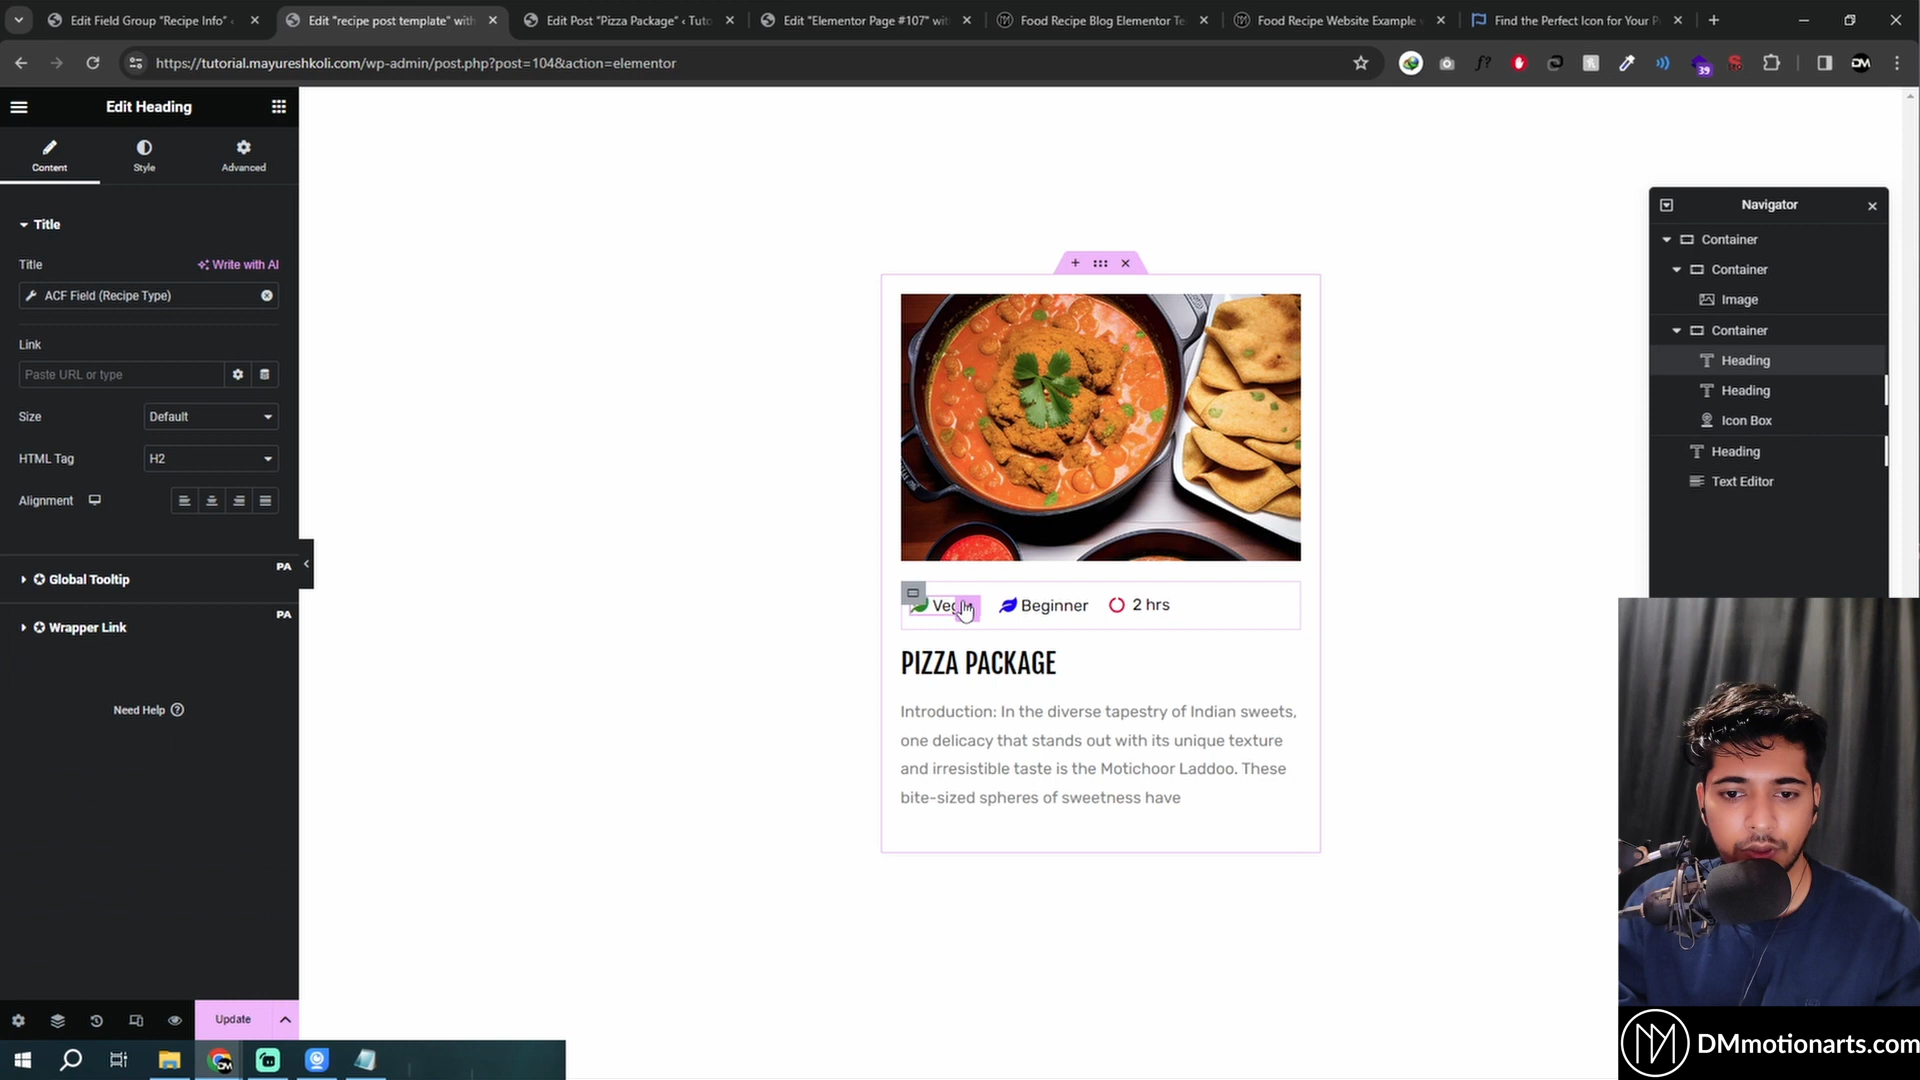 Edit Field Group "Recipe Info" ‹
Edit "recipe post template" with
Edit Post "Pizza Package" ‹ Tuto
Edit "Elementor Page #107" with
Food Recipe Blog Elementor Te
Food Recipe Website Example
Find the Perfect Icon for Your P
https://tutorial.mayureshkoli.com/wp-admin/post.php?post=104&action=elementor
39
DM
Edit Heading
Content
Style
Advanced
Title
Title
Write with AI
ACF Field (Recipe Type)
Link
Paste URL or type
Size
Default
HTML Tag
H2
Alignment
PA
Global Tooltip
PA
Wrapper Link
Need Help
Update
Beginner
2 hrs
PIZZA PACKAGE
Introduction: In the diverse tapestry of Indian sweets,
one delicacy that stands out with its unique texture
and irresistible taste is the Motichoor Laddoo. These
bite-sized spheres of sweetness have
Navigator
Container
Container
Image
Container
Heading
Heading
Icon Box
Heading
Text Editor
DMmotionarts.com